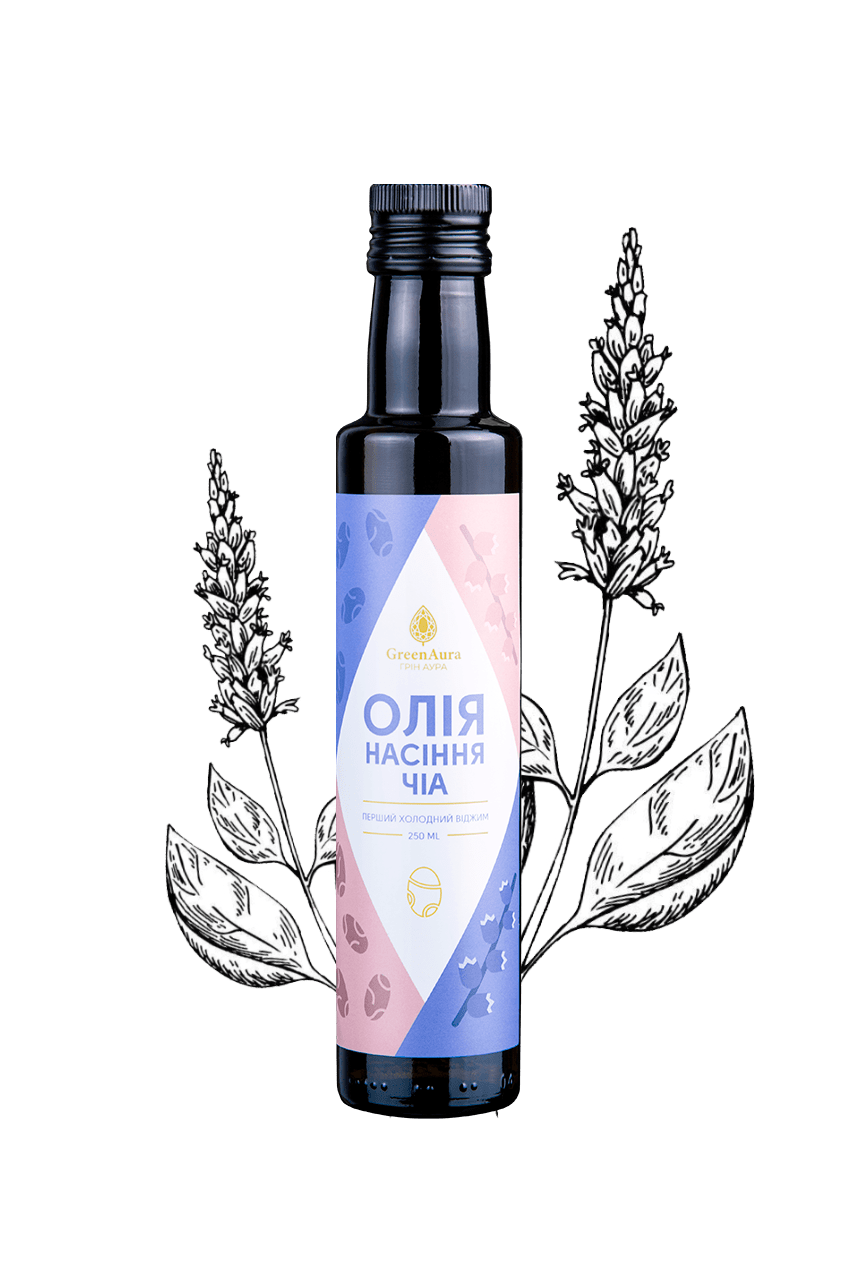 GreenAura
ГРІН АУРА
ОЛІЯ
НАСІННЯ
ЧІА
ПЕРШИЙ ХОЛОДНИЙ ВІДЖИМ
250 ML